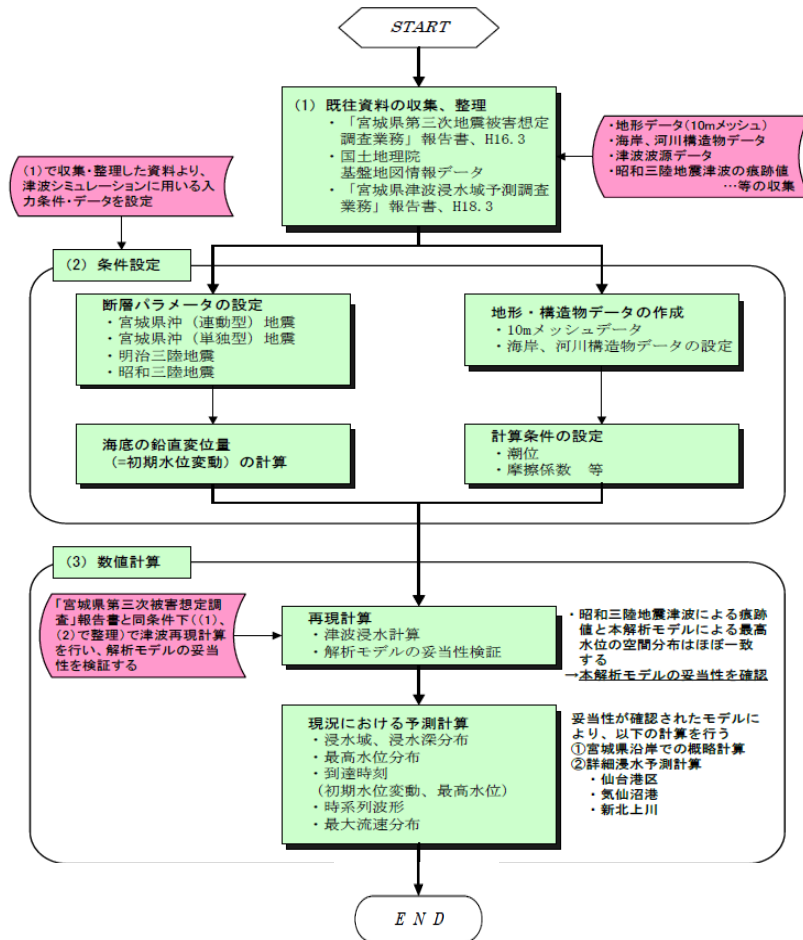 START
(1) 既往資料の収集、整理
・「宮城県第三次地震被害想定
調査業務」報告書、H16.3
・国土地理院
基盤地図情報データ
・「宮城県津波浸水域予測調査
業務」報告書、H18.3
・地形データ(10mメッシュ)
・海岸、河川構造物データ
・津波波源データ
・昭和三陸地震津波の痕跡値
…等の収集
(1)で収集・整理した資料より、
津波シミュレーションに用いる入
力条件・データを設定
(2) 条件設定
断層パラメータの設定
・宮城県沖(連動型)地震
・宮城県沖(単独型)地震
・明治三陸地震
・昭和三陸地震
地形・構造物データの作成
・10mメッシュデータ
・海岸、河川構造物データの設定
海底の鉛直変位量
(=初期水位変動)の計算
計算条件の設定
・潮位
・摩擦係数 等
(3) 数値計算
「宮城県第三次被害想定調
査」報告書と同条件下((1)、
(2)で整理)で津波再現計算
を行い、解析モデルの妥当
性を検証する
再現計算
・津波浸水計算
・解析モデルの妥当性検証
・昭和三陸地震津波による痕跡
値と本解析モデルによる最高
水位の空間分布はほぼ一致
する
→本解析モデルの妥当性を確認
現況における予測計算
・浸水域、浸水深分布
・最高水位分布
・到達時刻
(初期水位変動、最高水位)
・時系列波形
・最大流速分布
妥当性が確認されたモデルに
より、以下の計算を行う
①宮城県沿岸での概略計算
②詳細浸水予測計算
・仙台港区
・気仙沼港
・新北上川
END